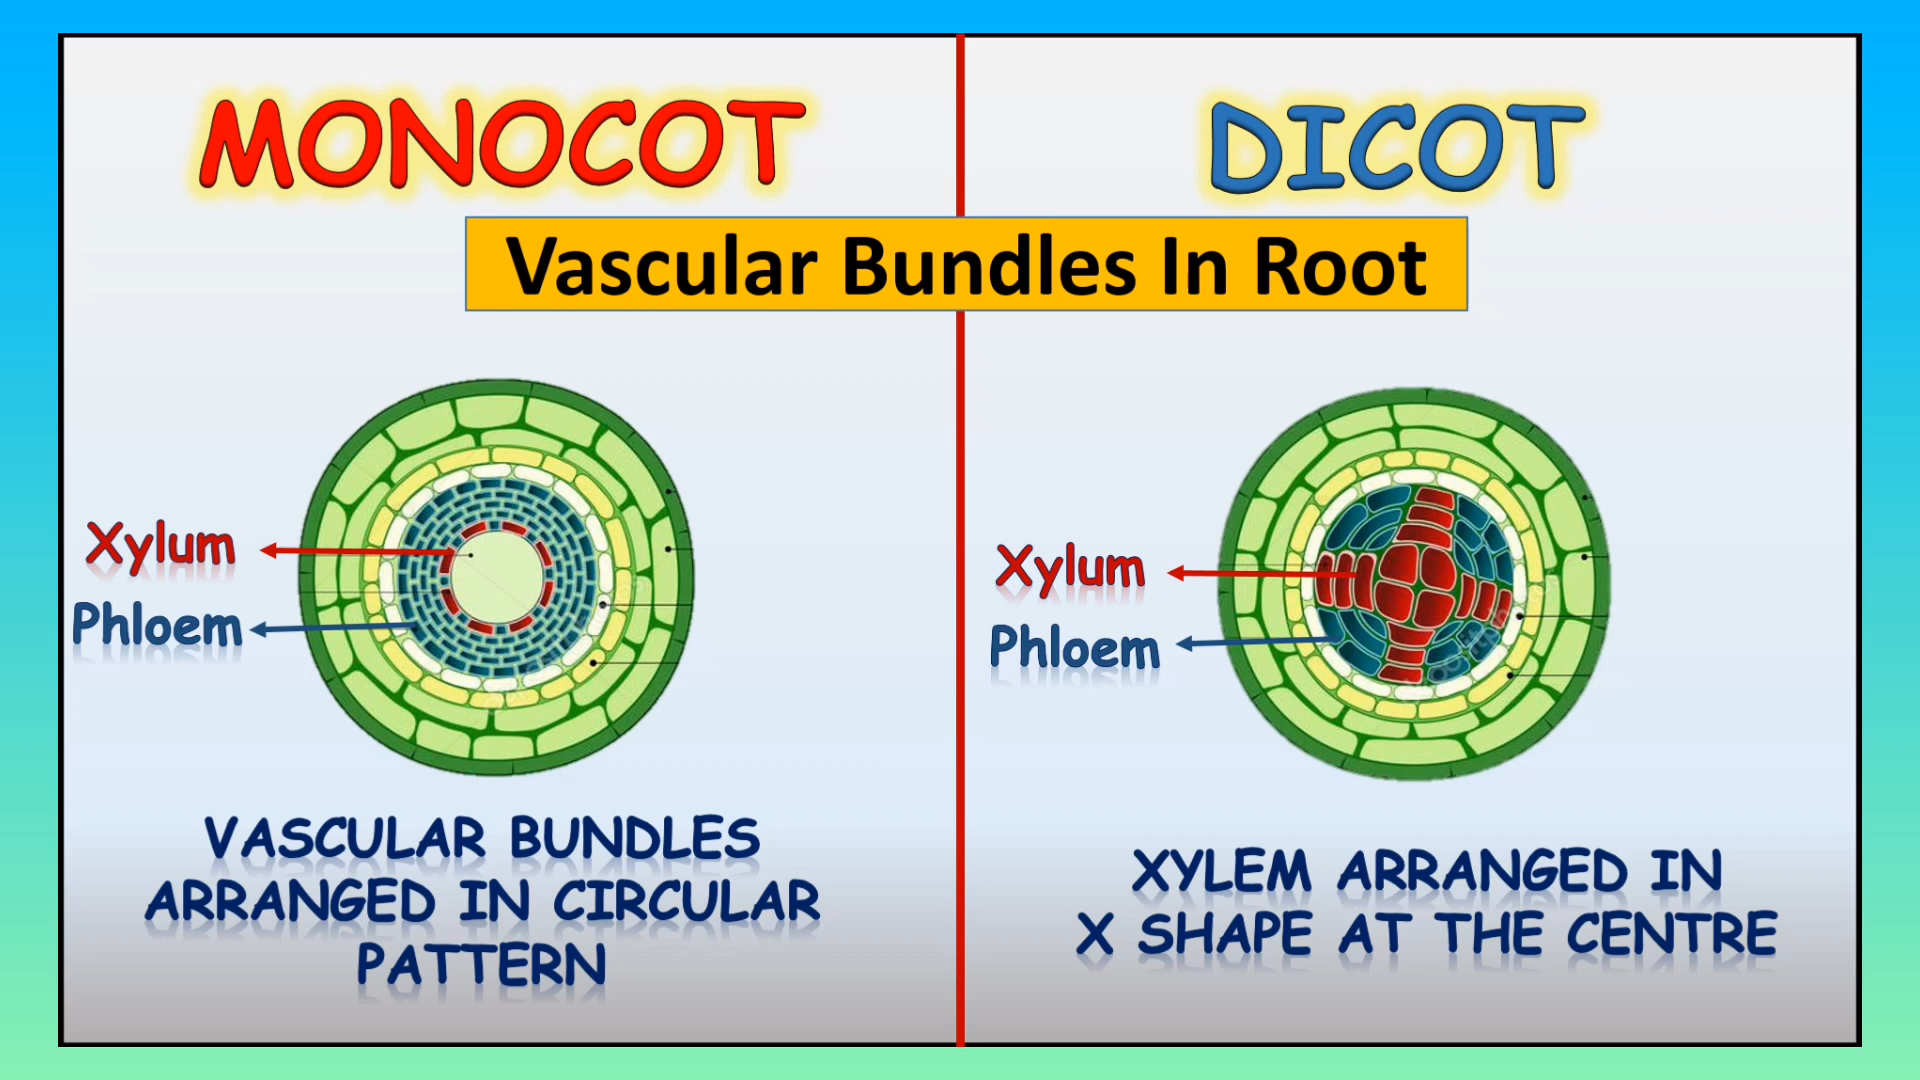 MONOCOT
DICOT
Vascular Bundles In Root
Xylum
Phloem
VASCULAR BUNDLES
ARRANGED IN CIRCULAR
PATTERN
Xylum
Phloem
XYLEM ARRANGED IN
X SHAPE AT THE CENTRE